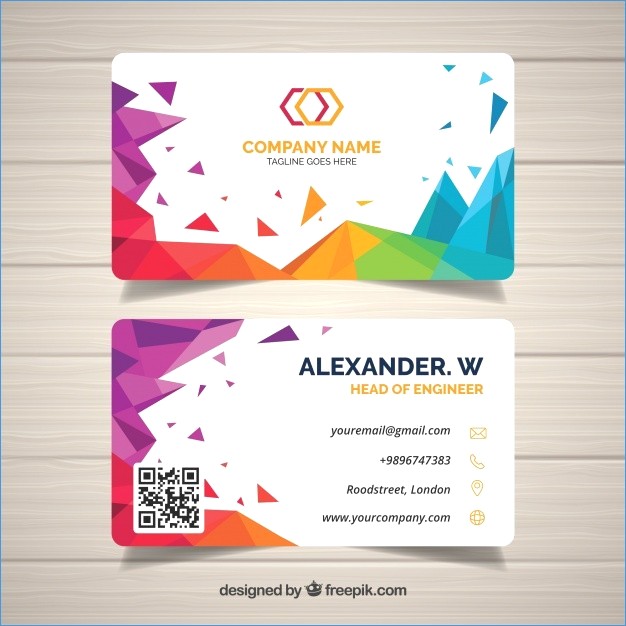 COMPANY NAME
TAGLINE GOES HERE
ALEXANDER. W
HEAD OF ENGINEER
youremail@gmail.com
+9896747383
Roodstreet, London
www.yourcompany.com
designed by freepik.com